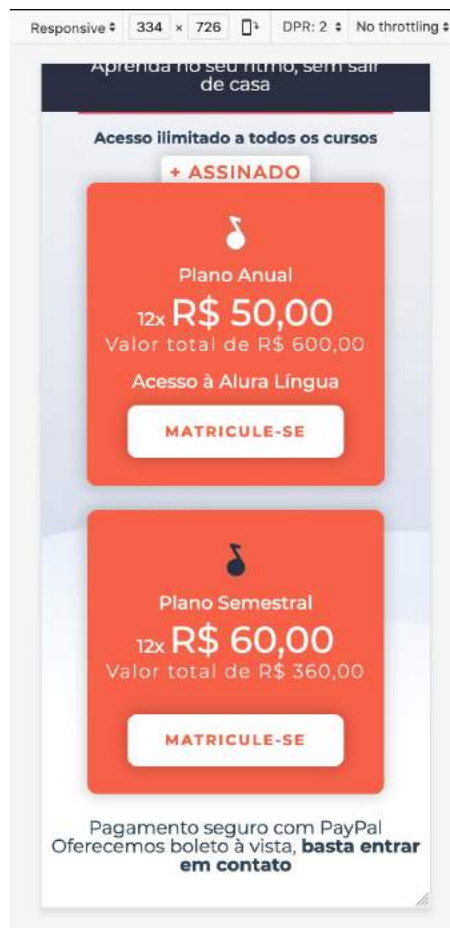 Responsive 334 × 726 DPR: 2 No throttling
Aprenda no seu ritmo, sem sair
de casa
Acesso ilimitado a todos os cursos
+ ASSINADO
Plano Anual
12x R$ 50,00
Valor total de R$ 600,00
Acesso à Alura Língua
MATRICULE-SE
Plano Semestral
12x R$ 60,00
Valor total de R$ 360,00
MATRICULE-SE
Pagamento seguro com PayPal
Oferecemos boleto à vista, basta entrar
em contato